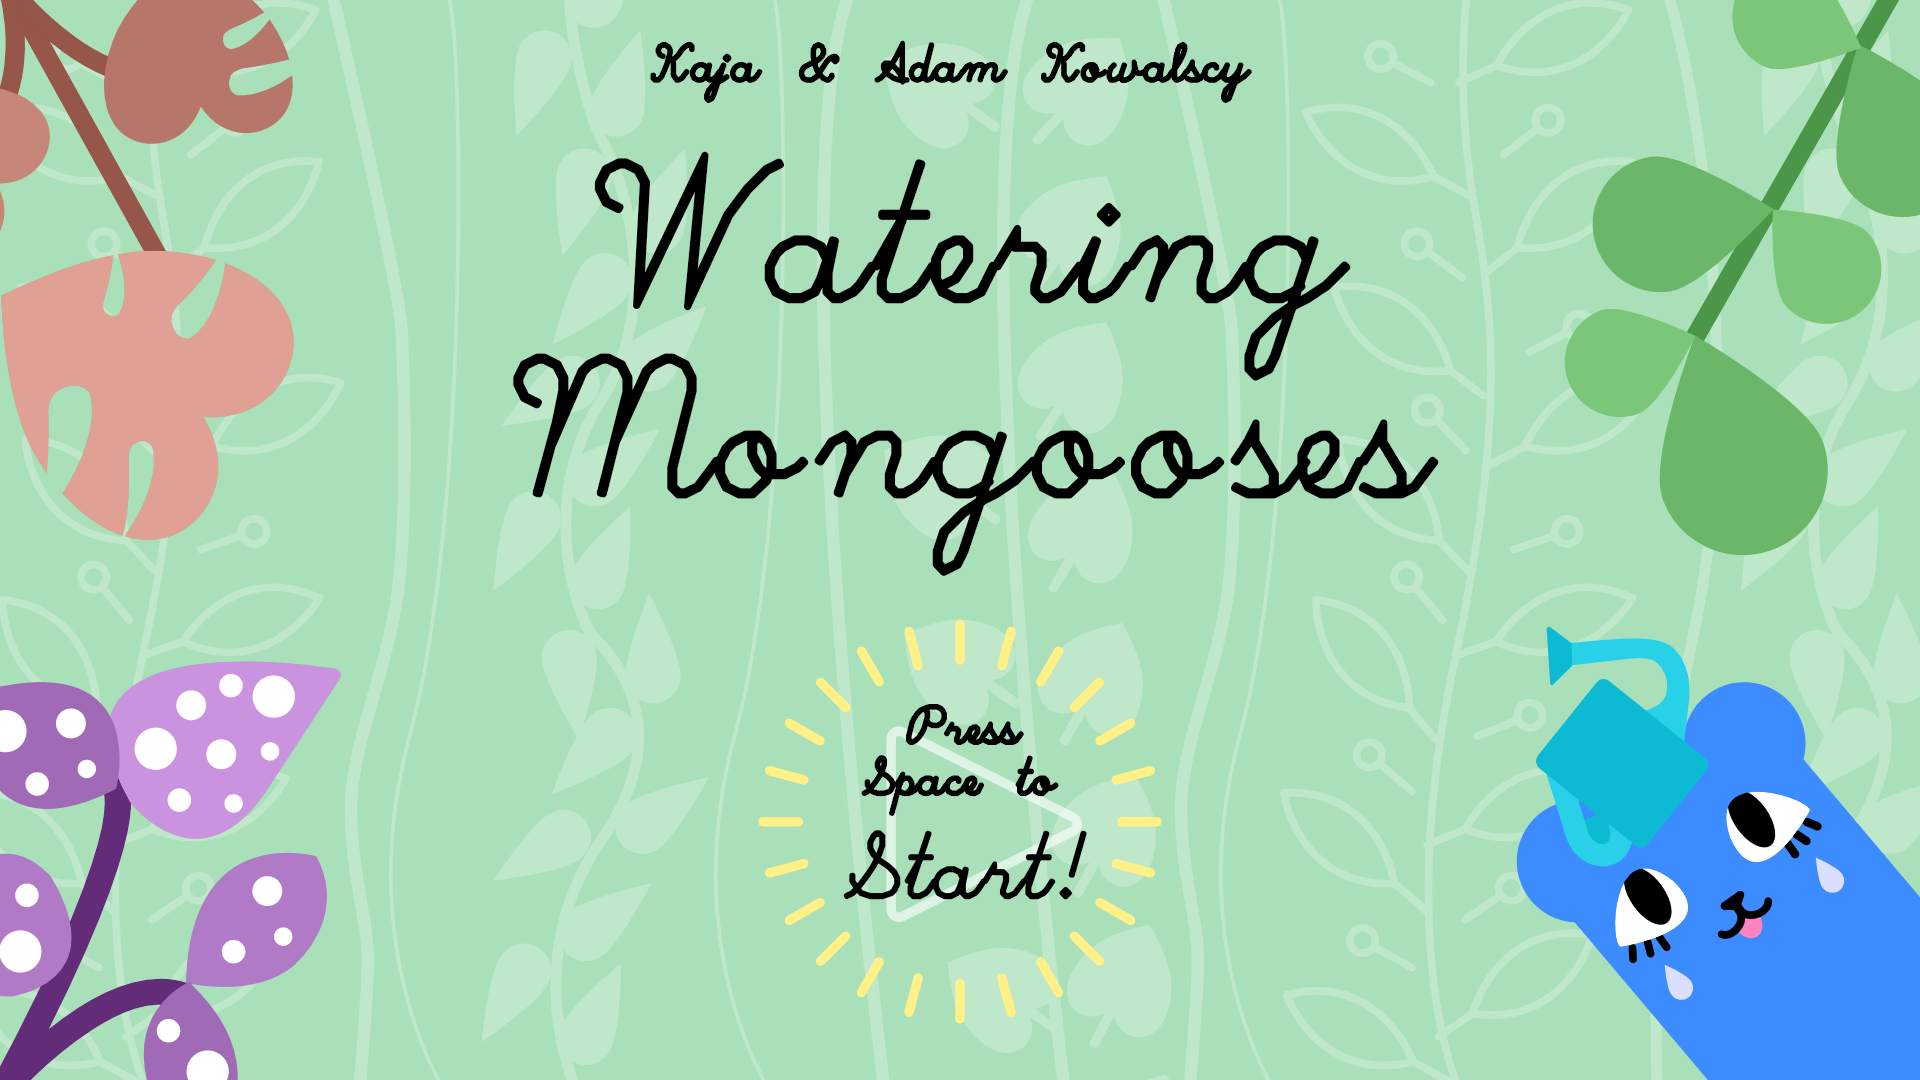 Kaja & Adam Kowalscy
Watering
Mongooses
Press
Space to
Start!